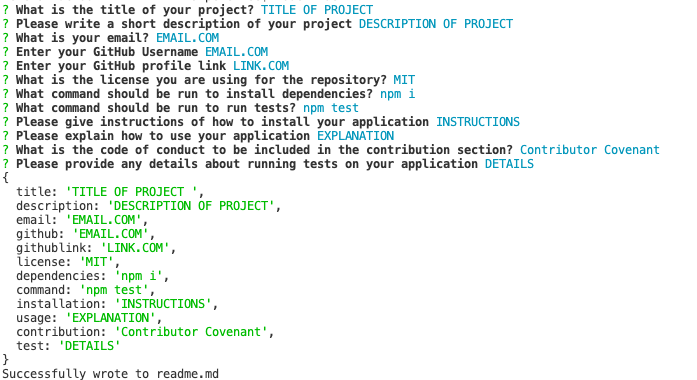 ? What is the title of your project? TITLE OF PROJECT
? Please write a short description of your project DESCRIPTION OF PROJECT
? What is your email? EMAIL.COM
? Enter your GitHub Username EMAIL.COM
? Enter your GitHub profile link LINK.COM
? What is the license you are using for the repository? MIT
? What command should be run to install dependencies? npm i
? What command should be run to run tests? npm test
? Please give instructions of how to install your application INSTRUCTIONS
? Please explain how to use your application EXPLANATION
? What is the code of conduct to be included in the contribution section? Contributor Covenant
? Please provide any details about running tests on your application DETAILS
{
  title: 'TITLE OF PROJECT ',
  description: 'DESCRIPTION OF PROJECT',
  email: 'EMAIL.COM',
  github: 'EMAIL.COM',
  githublink: 'LINK.COM',
  license: 'MIT',
  dependencies: 'npm i',
  command: 'npm test',
  installation: 'INSTRUCTIONS',
  usage: 'EXPLANATION',
  contribution: 'Contributor Covenant',
  test: 'DETAILS'
}
Successfully wrote to readme.md